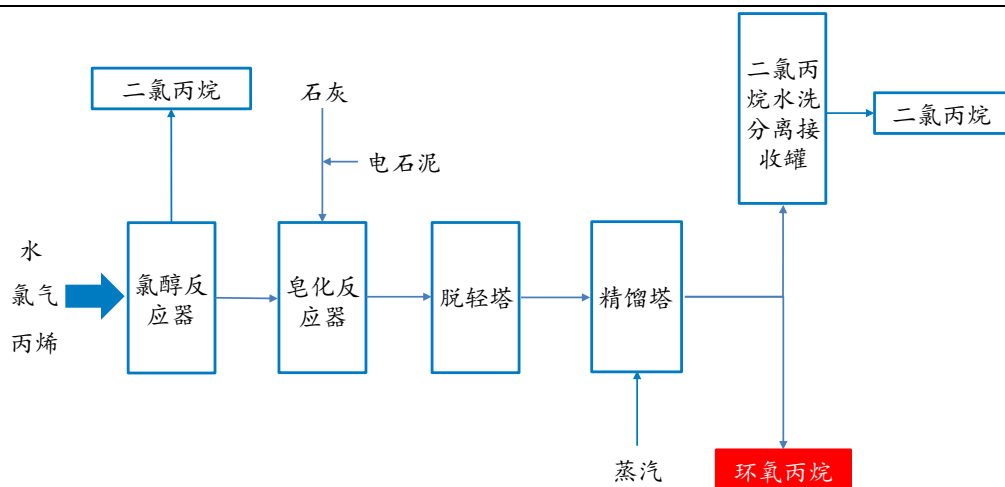 二氯丙烷
石灰
电石泥
二氯丙
烷水洗
分离接
收罐
二氯丙烷
水
氯气
丙烯
氯醇反
应器
皂化反
应器
脱轻塔
精馏塔
蒸汽
环氧丙烷